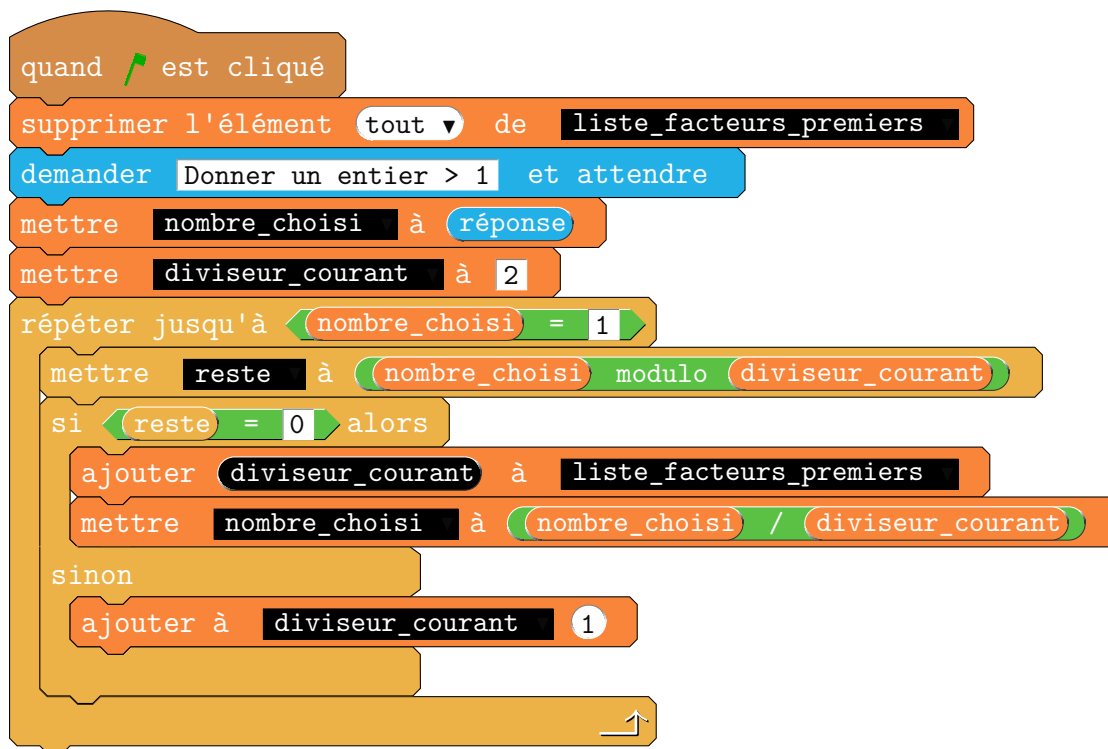 quand est cliqué
supprimer l'élément tout ▼ de liste_facteurs_premiers ▼
demander Donner un entier > 1 et attendre
mettre nombre_choisi ▼ à réponse
mettre diviseur_courant ▼ à 2
répéter jusqu'à nombre_choisi = 1
mettre reste ▼ à nombre_choisi modulo diviseur_courant
si reste = 0 alors
ajouter diviseur_courant à liste_facteurs_premiers ▼
mettre nombre_choisi ▼ à nombre_choisi / diviseur_courant
sinon
ajouter à diviseur_courant ▼ 1